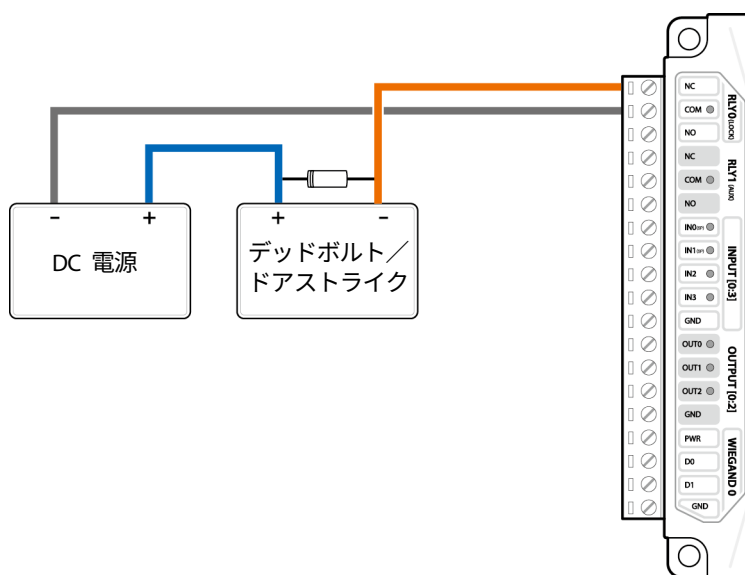 NC
COM
NO
RLY0 (LOCK)
NC
COM
NO
RLY1 (AUX)
IN0(SPI)
IN1(SPI)
IN2
IN3
GND
INPUT [0:3]
OUT0
OUT1
OUT2
GND
OUTPUT [0:2]
PWR
D0
D1
GND
WIEGAND 0
- +
DC 電源
+ -
デッドボルト／
ドアストライク